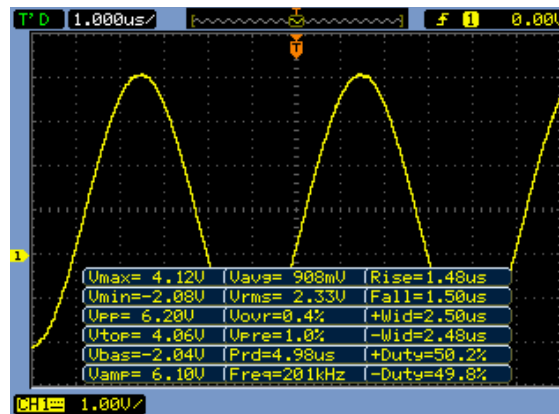 T'D 1.000us/ T f 1 0.00V
T
1
Vmax= 4.12V Vavg= 908mV Rise=1.48us
Vmin=-2.08V Vrms= 2.33V Fall=1.50us
Vpp= 6.20V Vovr=0.4% +Wid=2.50us
Vtop= 4.06V Vpre=1.0% -Wid=2.48us
Vbas=-2.04V Prd=4.98us +Duty=50.2%
Vamp= 6.10V Freq=201kHz -Duty=49.8%
CH1 1.00V/